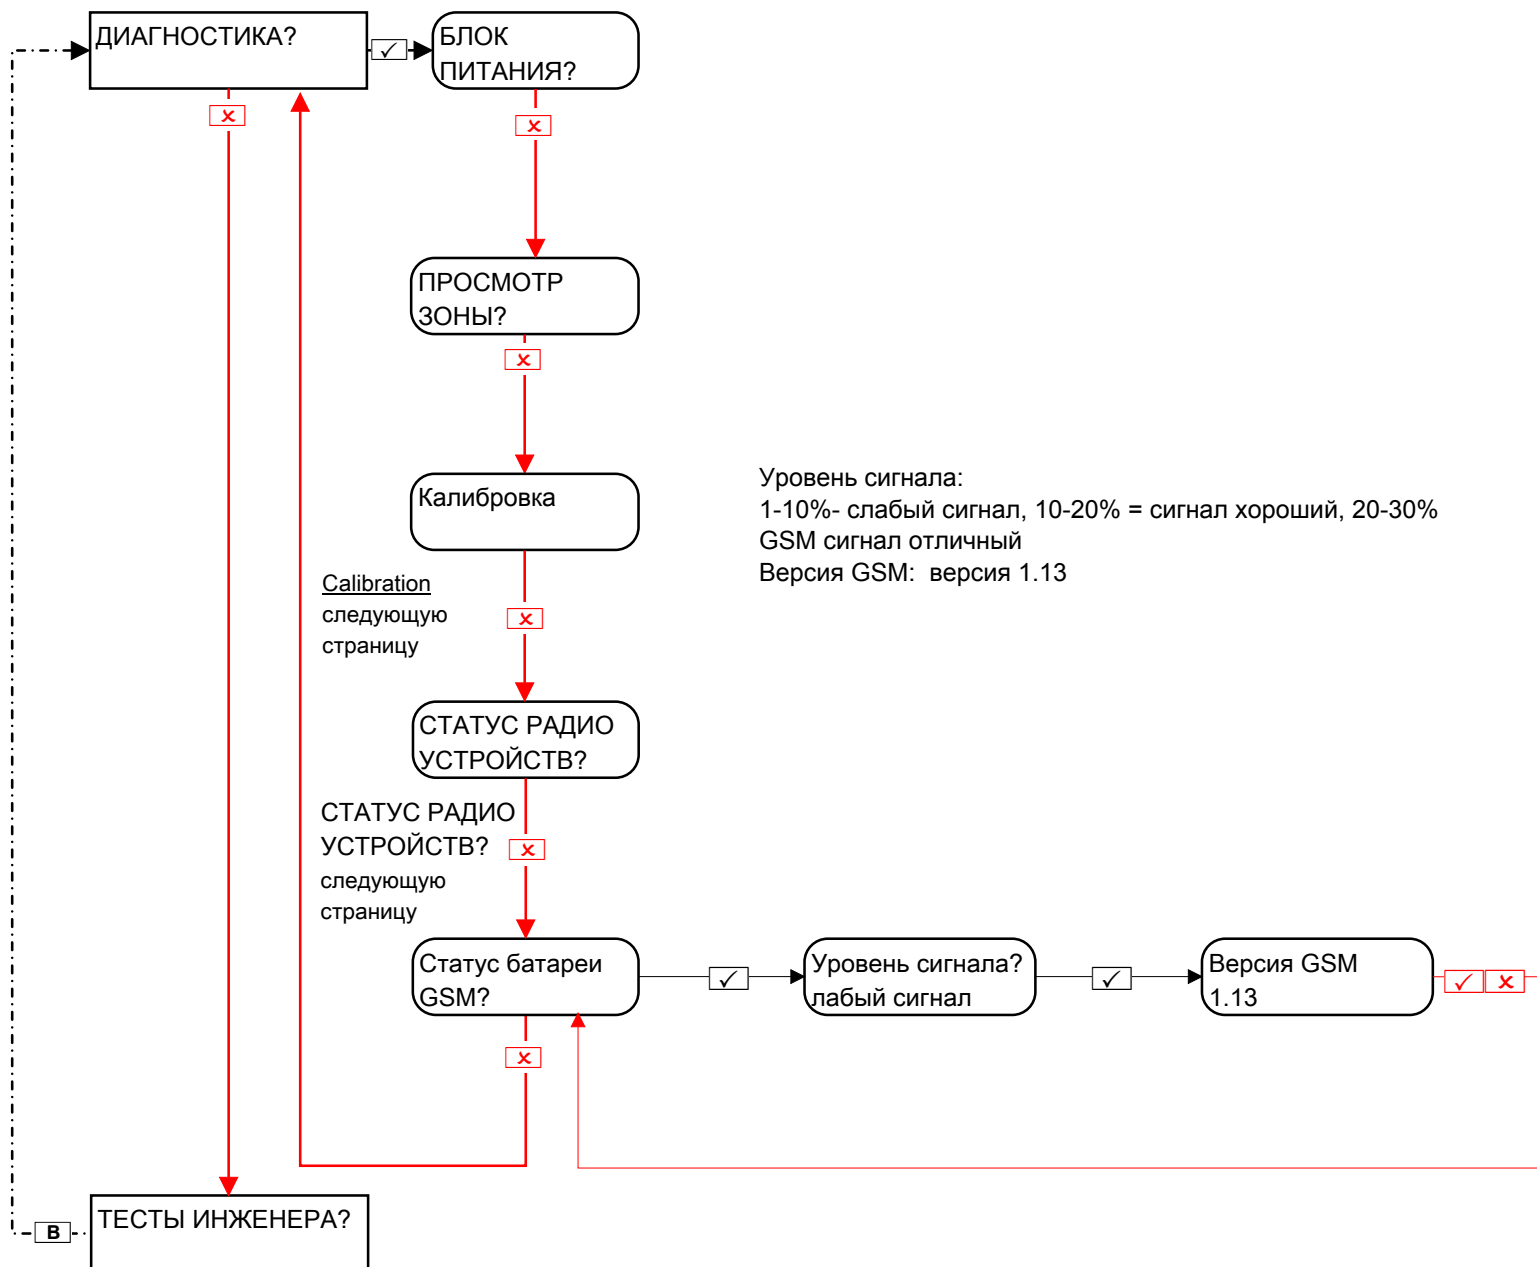 ДИАГНОСТИКА?
БЛОК
ПИТАНИЯ?
ПРОСМОТР
ЗОНЫ?
Калибровка
Уровень сигнала:
1-10%- слабый сигнал, 10-20% = сигнал хороший, 20-30%
GSM сигнал отличный
Версия GSM:  версия 1.13
Calibration
следующую
страницу
СТАТУС РАДИО
УСТРОЙСТВ?
СТАТУС РАДИО
УСТРОЙСТВ?
следующую
страницу
Статус батареи
GSM?
Уровень сигнала?
лабый сигнал
Версия GSM
1.13
B
ТЕСТЫ ИНЖЕНЕРА?